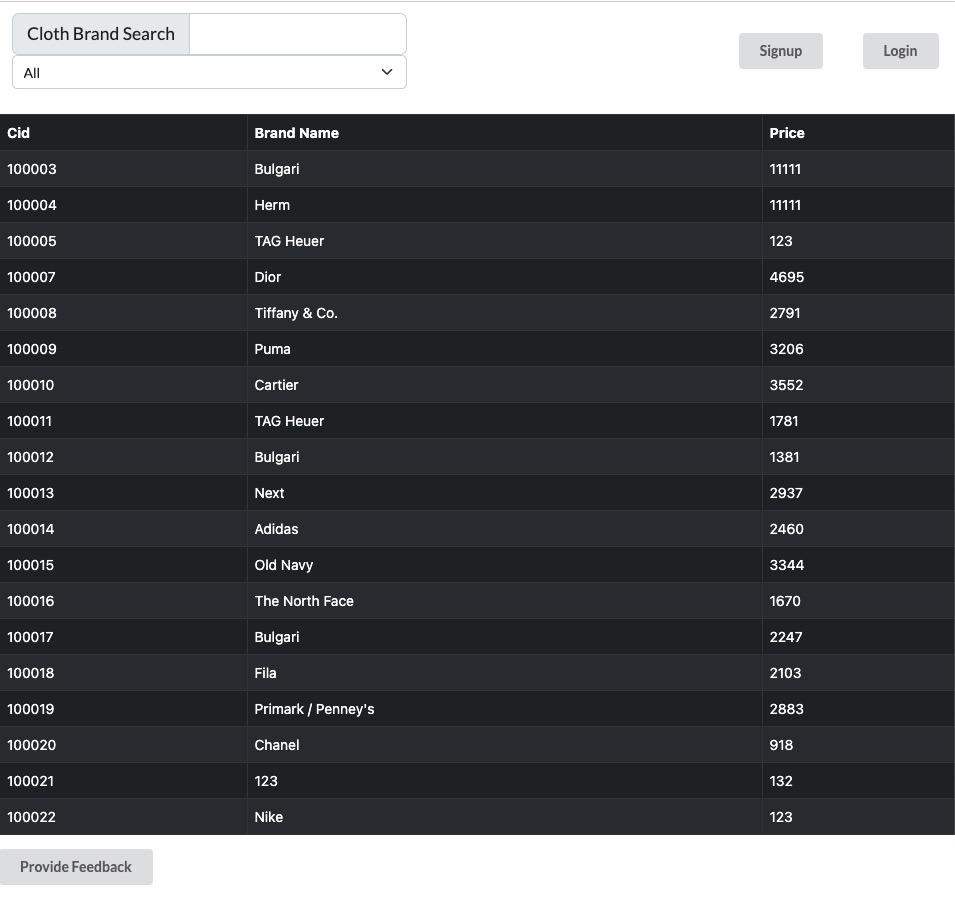 Cloth Brand Search
All
Signup Login
Cid Brand Name Price
100003 Bulgari 11111
100004 Herm 11111
100005 TAG Heuer 123
100007 Dior 4695
100008 Tiffany & Co. 2791
100009 Puma 3206
100010 Cartier 3552
100011 TAG Heuer 1781
100012 Bulgari 1381
100013 Next 2937
100014 Adidas 2460
100015 Old Navy 3344
100016 The North Face 1670
100017 Bulgari 2247
100018 Fila 2103
100019 Primark / Penney's 2883
100020 Chanel 918
100021 123 132
100022 Nike 123
Provide Feedback